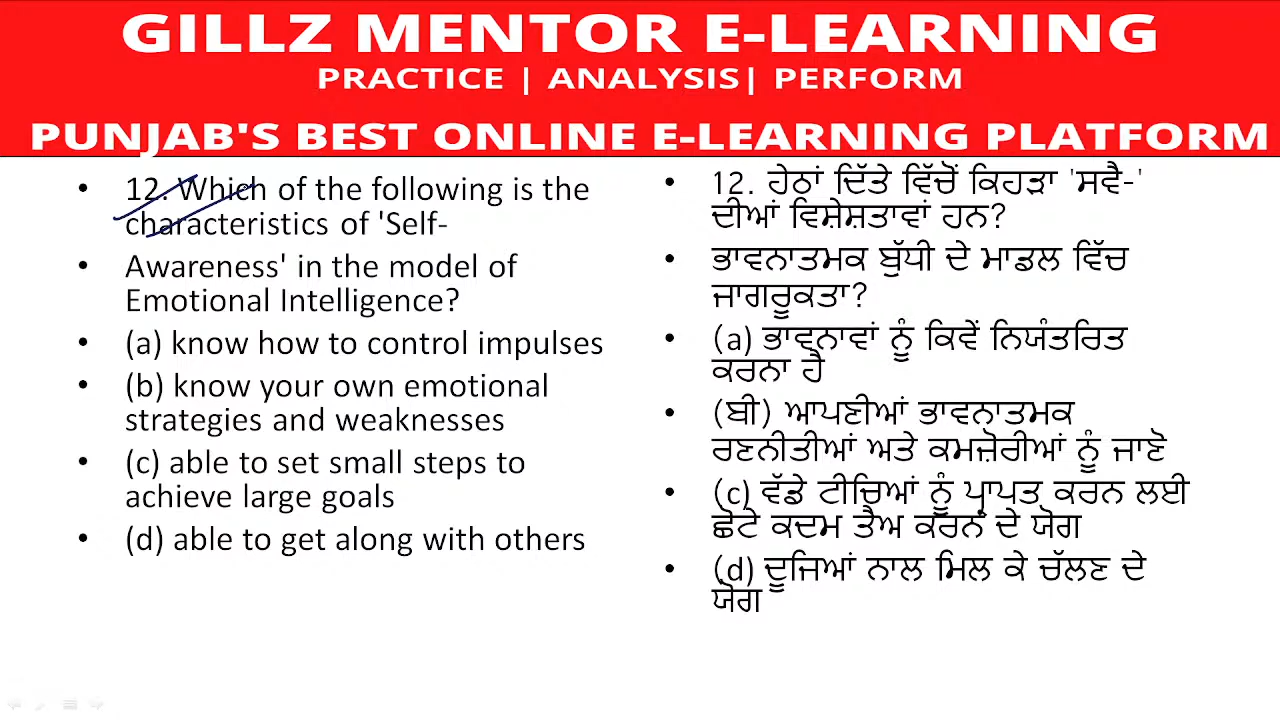 GILLZ MENTOR E-LEARNING
PRACTICE | ANALYSIS| PERFORM
PUNJAB'S BEST ONLINE E-LEARNING PLATFORM
• 12. Which of the following is the
characteristics of 'Self-
• Awareness' in the model of
Emotional Intelligence?
• (a) know how to control impulses
• (b) know your own emotional
strategies and weaknesses
• (c) able to set small steps to
achieve large goals
• (d) able to get along with others
• 12. ਹੇਠਾਂ ਦਿੱਤੇ ਵਿੱਚੋਂ ਕਿਹੜਾ 'ਸਵੈ-'
ਦੀਆਂ ਵਿਸ਼ੇਸ਼ਤਾਵਾਂ ਹਨ?
• ਭਾਵਨਾਤਮਕ ਬੁੱਧੀ ਦੇ ਮਾਡਲ ਵਿੱਚ
ਜਾਗਰੂਕਤਾ?
• (a) ਭਾਵਨਾਵਾਂ ਨੂੰ ਕਿਵੇਂ ਨਿਯੰਤਰਿਤ
ਕਰਨਾ ਹੈ
• (ਬੀ) ਆਪਣੀਆਂ ਭਾਵਨਾਤਮਕ
ਰਣਨੀਤੀਆਂ ਅਤੇ ਕਮਜ਼ੋਰੀਆਂ ਨੂੰ ਜਾਣੋ
• (c) ਵੱਡੇ ਟੀਚਿਆਂ ਨੂੰ ਪ੍ਰਾਪਤ ਕਰਨ ਲਈ
ਛੋਟੇ ਕਦਮ ਤੈਅ ਕਰਨ ਦੇ ਯੋਗ
• (d) ਦੂਜਿਆਂ ਨਾਲ ਮਿਲ ਕੇ ਚੱਲਣ ਦੇ
ਯੋਗ